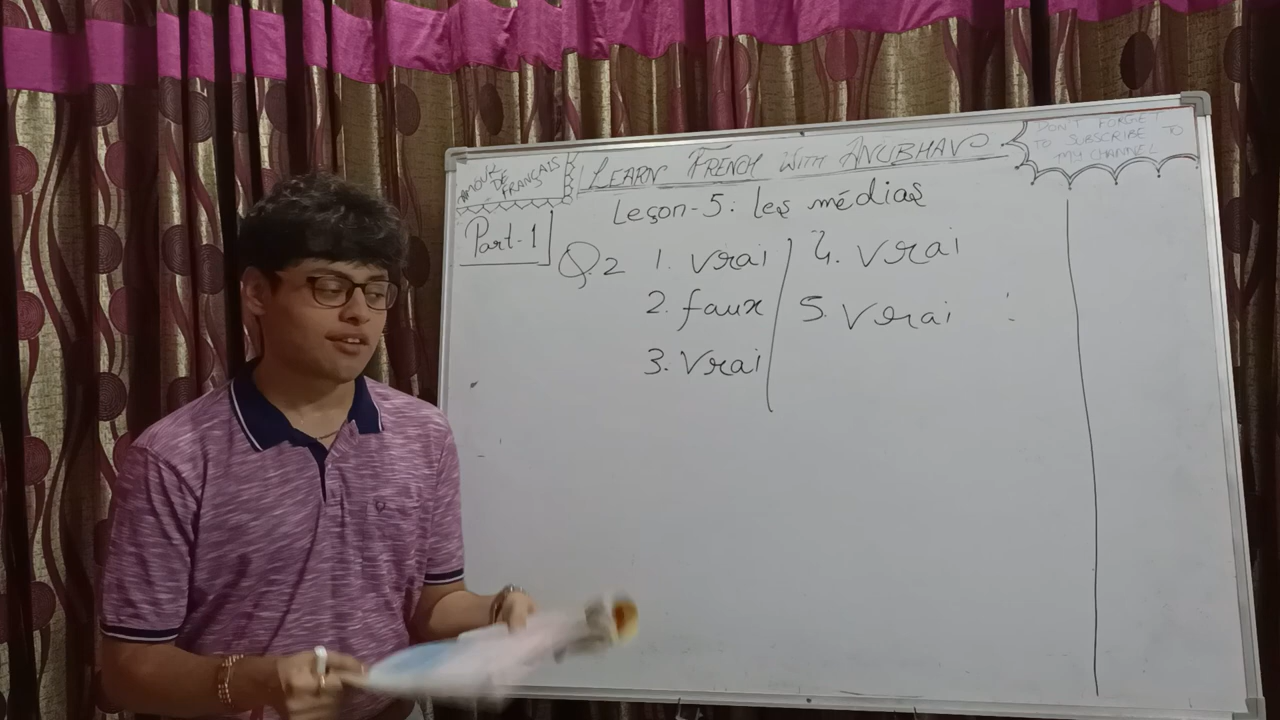 AMOUR DE FRANÇAIS
LEARN FRENCH WITH ANUBHAV
DON'T FORGET
TO SUBSCRIBE TO
MY CHANNEL
Leçon-5: les médias
Part-1
Q.2 1. vrai 4. vrai
2. faux 5. vrai
3. vrai